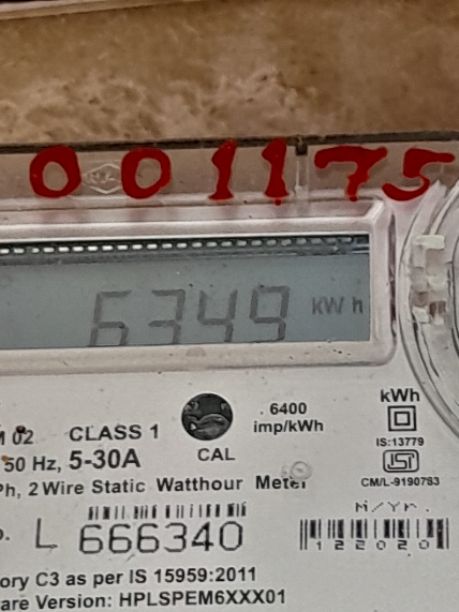 001175
6349 kWh
6400
imp/kWh
kWh
02 CLASS 1
CAL
IS:13779
ISI
50 Hz, 5-30A
CM/L-9190783
Ph, 2 Wire Static Watthour Meter
M/Yr.
L 666340
122020
ory C3 as per IS 15959:2011
are Version: HPLSPEM6XXX01